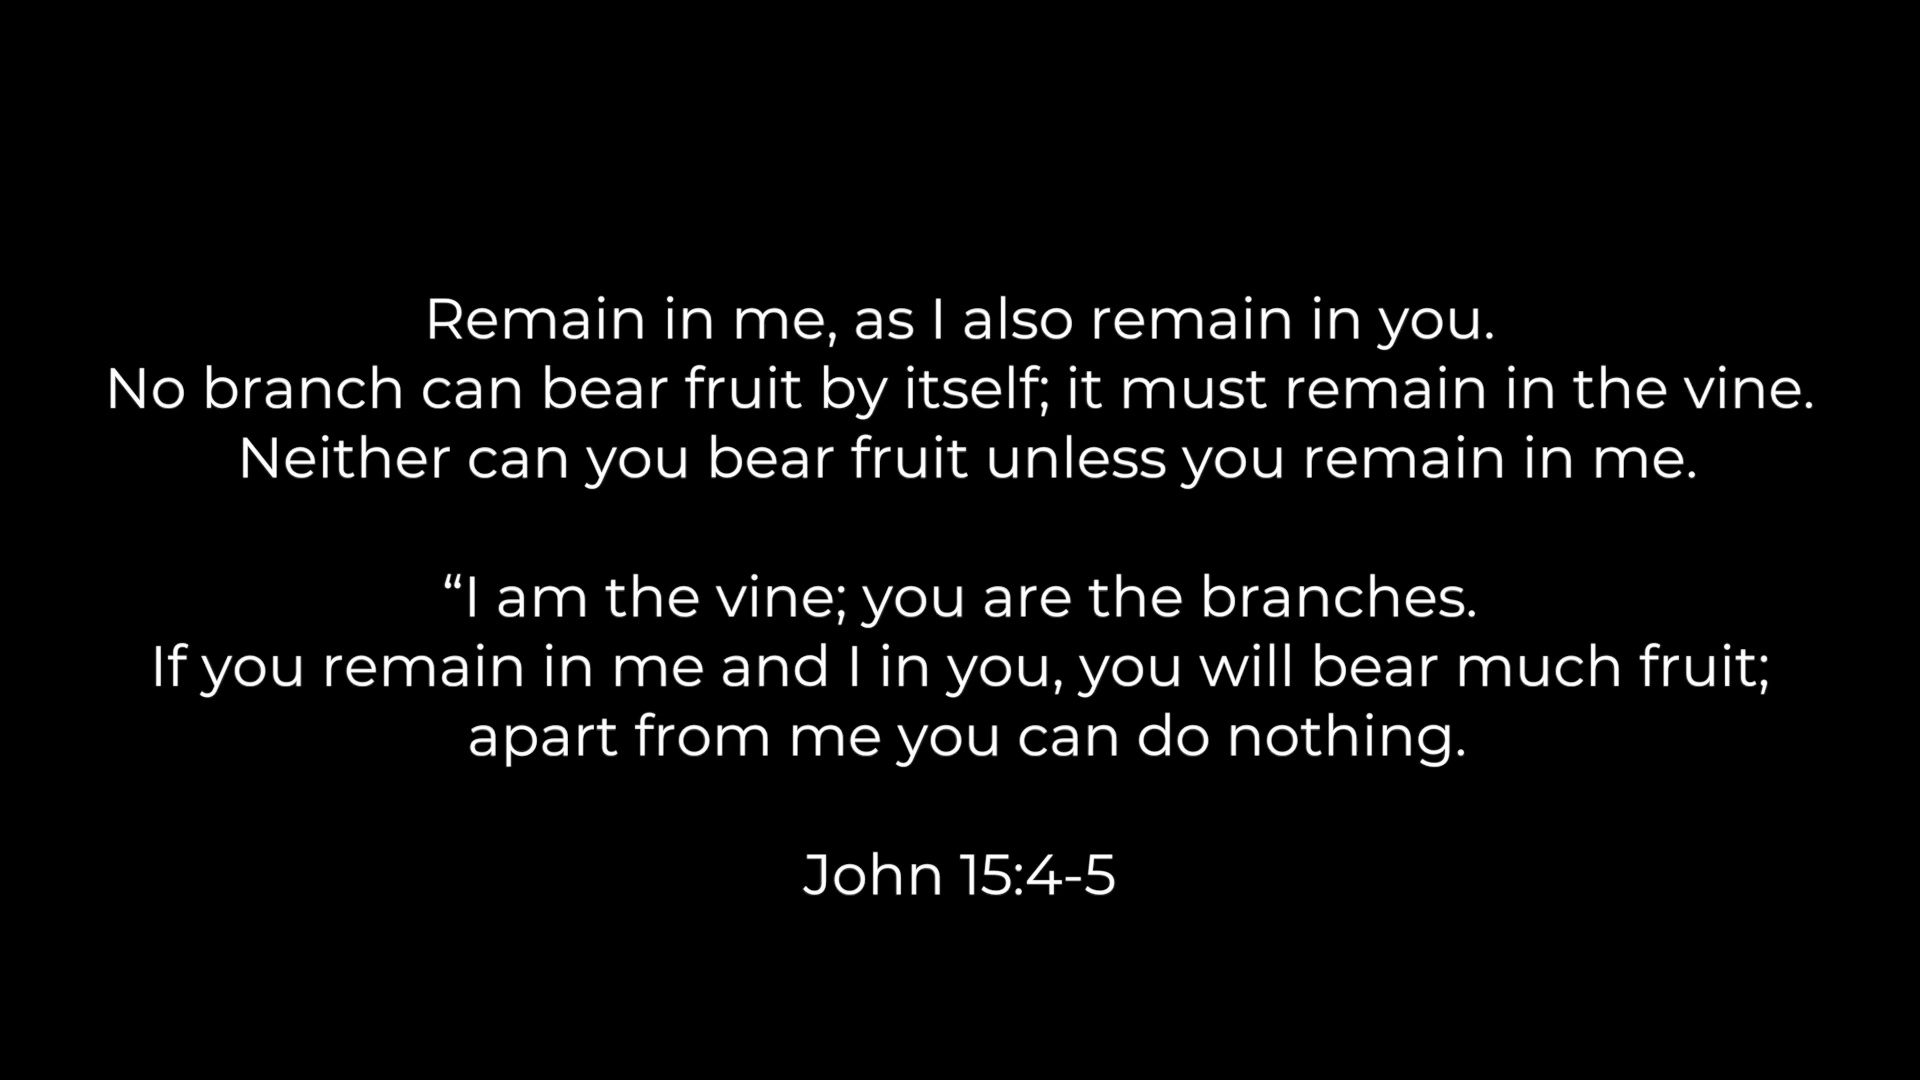 Remain in me, as I also remain in you.
No branch can bear fruit by itself; it must remain in the vine.
Neither can you bear fruit unless you remain in me.
“I am the vine; you are the branches.
If you remain in me and I in you, you will bear much fruit;
apart from me you can do nothing.
John 15:4-5